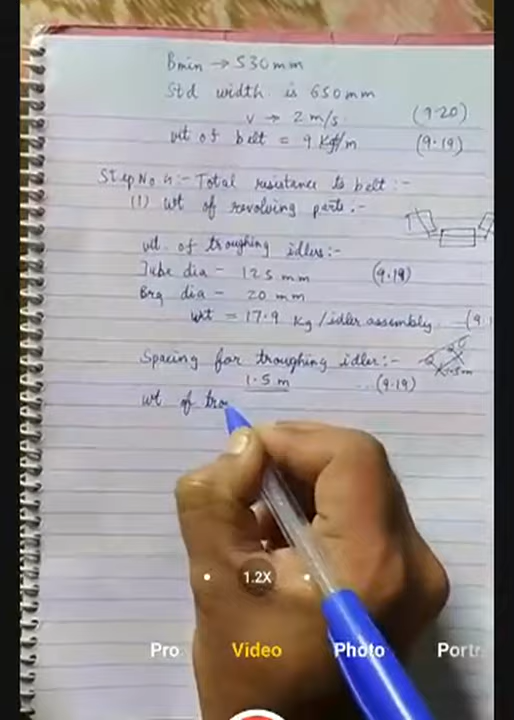 Bmin → 530 mm
Std width is 650mm
v → 2 m/s. (9.20)
wt of belt = 9 Kgf/m (9.19)
Step No 4:- Total resistance to belt :-
(1) wt of revolving parts.-
wt. of troughing idlers:-
Tube dia - 125 mm (9.19)
Brg dia - 20 mm
wt = 17.9 Kg/idler assembly. (9.1
Spacing for troughing idler:-
1.5 m (9.19)
wt of tro
1.2X
Pro Video Photo Portr